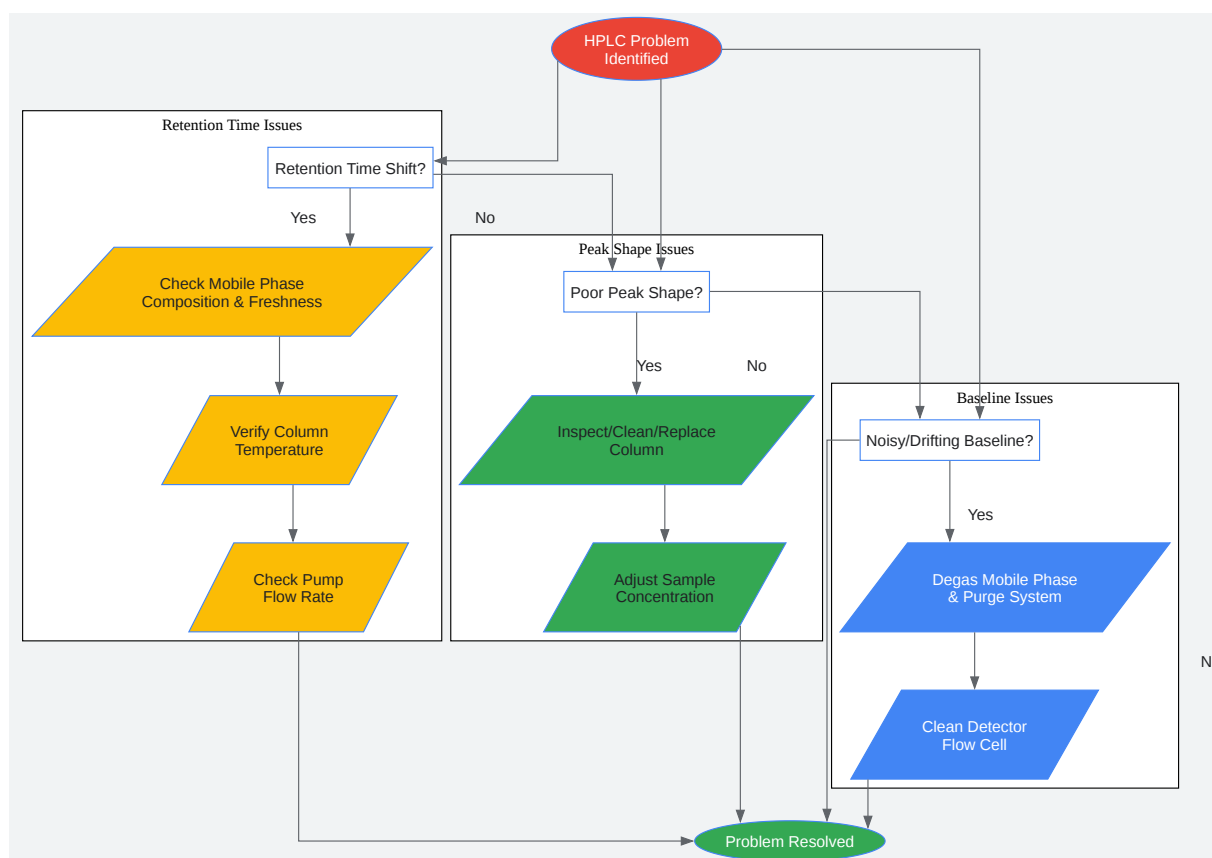 HPLC Problem
Identified
Retention Time Issues
Retention Time Shift?
Yes
No
Check Mobile Phase
Composition & Freshness
Verify Column
Temperature
Check Pump
Flow Rate
Peak Shape Issues
Poor Peak Shape?
Yes
No
Inspect/Clean/Replace
Column
Adjust Sample
Concentration
Baseline Issues
Noisy/Drifting Baseline?
Yes
N
Degas Mobile Phase
& Purge System
Clean Detector
Flow Cell
Problem Resolved